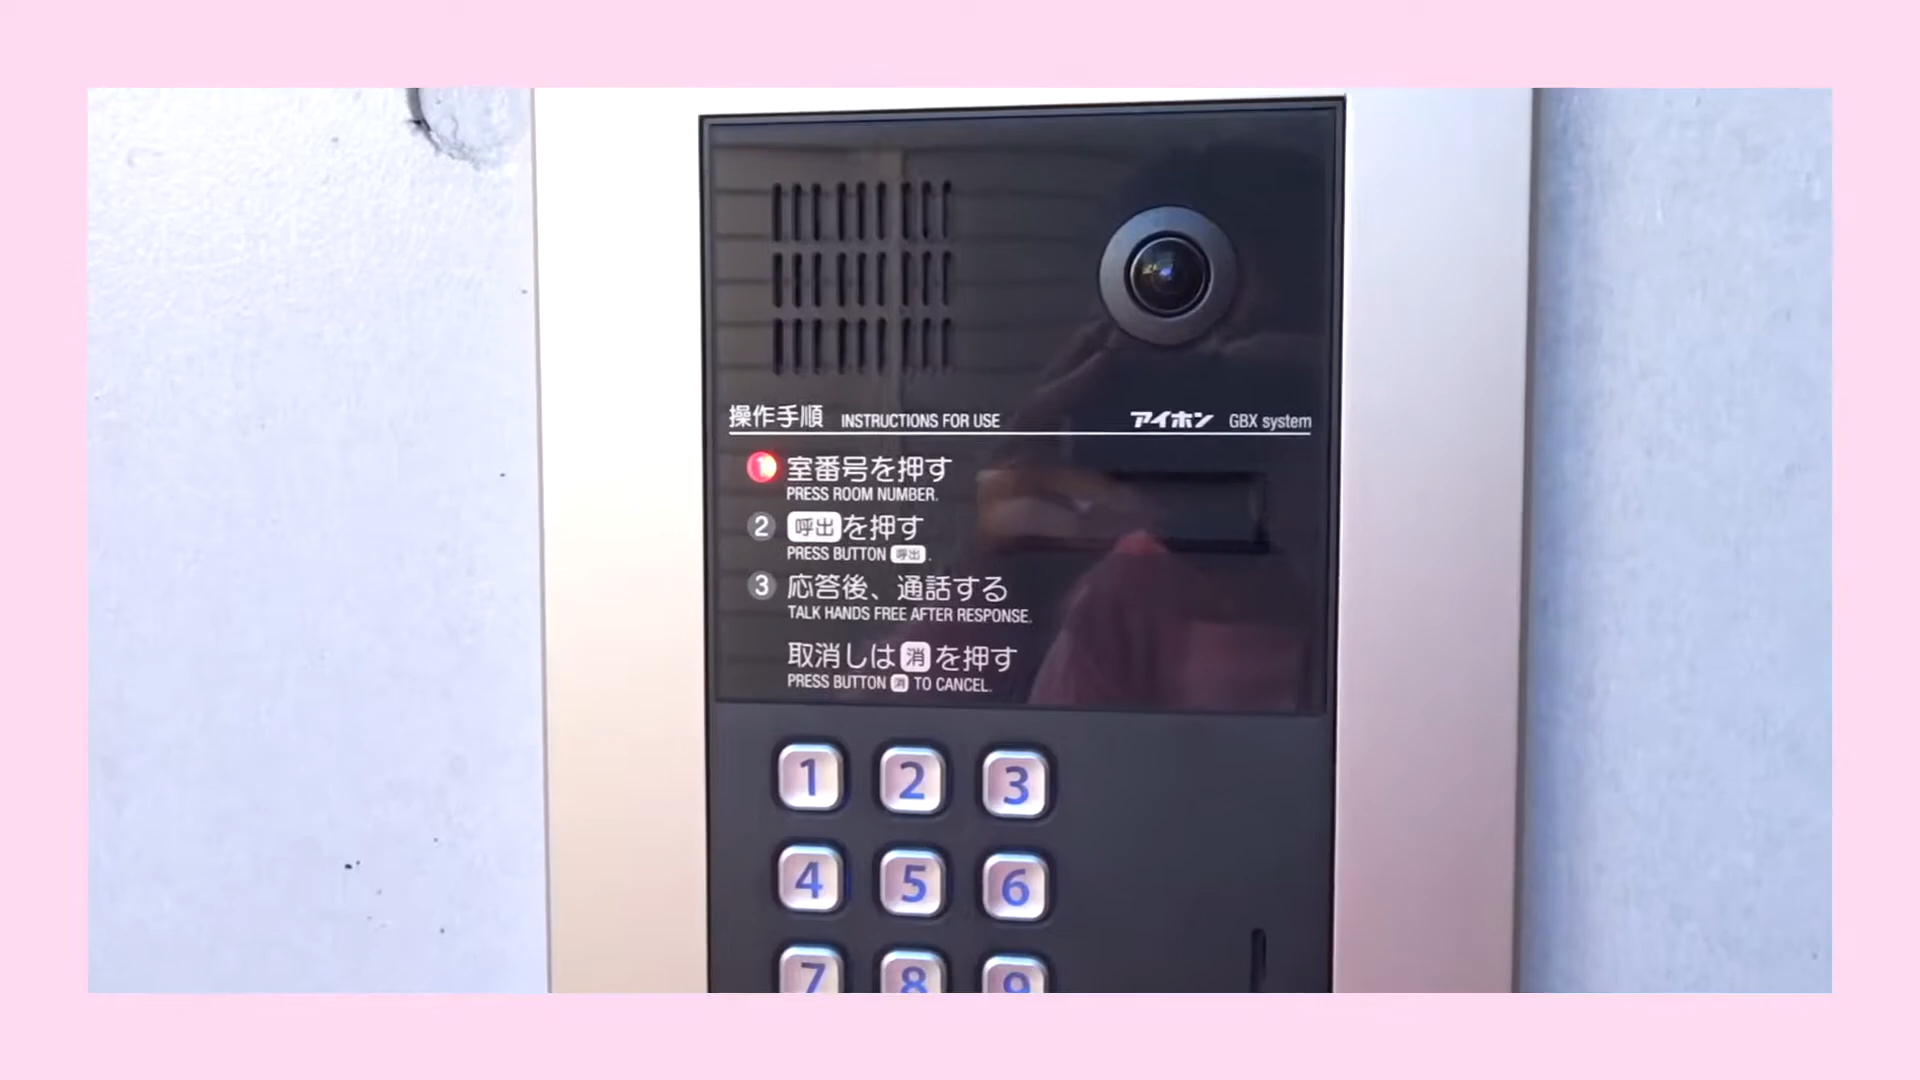 操作手順 INSTRUCTIONS FOR USE アイホン GBX system
1 室番号を押す
PRESS ROOM NUMBER.
2 呼出を押す
PRESS BUTTON 呼出.
3 応答後、通話する
TALK HANDS FREE AFTER RESPONSE.
取消しは消を押す
PRESS BUTTON 消 TO CANCEL.
1 2 3
4 5 6
7 8 9